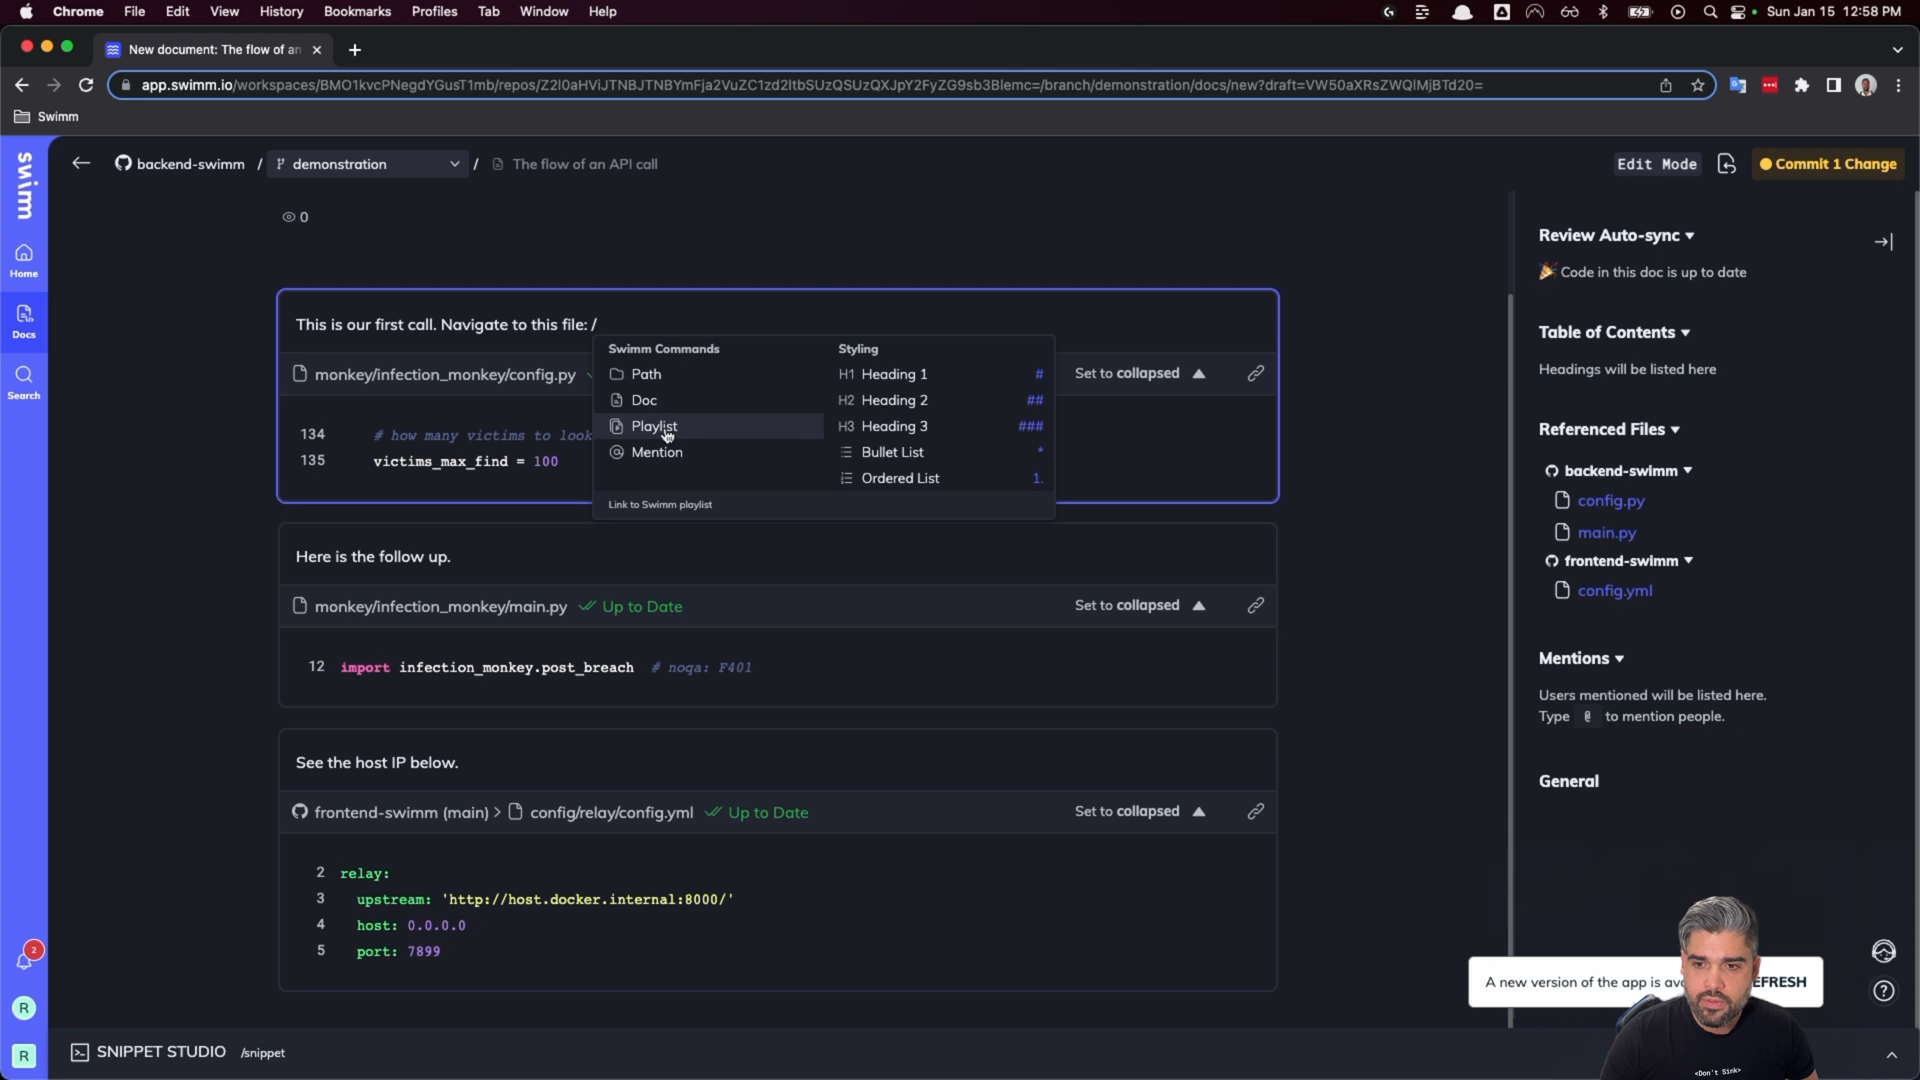 Chrome File Edit View History Bookmarks Profiles Tab Window Help Sun Jan 15 12:58 PM
New document: The flow of an
app.swimm.io/workspaces/BMO1kvcPNegdYGusT1mb/repos/Z2l0aHViJTNBJTNBYmFja2VuZC1zd2ltbSUzQSUzQXJpY2FyZG9sb3Blemc=/branch/demonstration/docs/new?draft=VW50aXRsZWQlMjBTd20=
Swimm
swimm
Home
Docs
Search
2
R
R
backend-swimm / demonstration / The flow of an API call
Edit Mode
Commit 1 Change
0
This is our first call. Navigate to this file: /
monkey/infection_monkey/config.py
Set to collapsed
134 # how many victims to look
135 victims_max_find = 100
Swimm Commands
Path
Doc
Playlist
Mention
Styling
H1 Heading 1 #
H2 Heading 2 ##
H3 Heading 3 ###
Bullet List *
Ordered List 1.
Link to Swimm playlist
Here is the follow up.
monkey/infection_monkey/main.py Up to Date Set to collapsed
12 import infection_monkey.post_breach # noqa: F401
See the host IP below.
frontend-swimm (main) > config/relay/config.yml Up to Date Set to collapsed
2 relay:
3 upstream: 'http://host.docker.internal:8000/'
4 host: 0.0.0.0
5 port: 7899
Review Auto-sync
Code in this doc is up to date
Table of Contents
Headings will be listed here
Referenced Files
backend-swimm
config.py
main.py
frontend-swimm
config.yml
Mentions
Users mentioned will be listed here.
Type @ to mention people.
General
A new version of the app is
SNIPPET STUDIO /snippet
<Don't Sink>